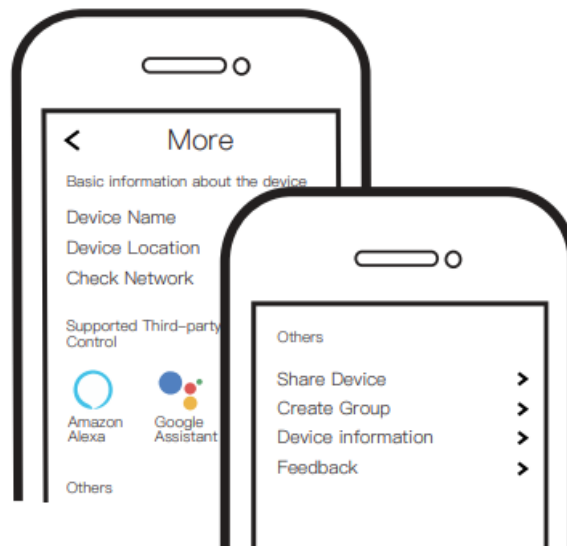 More
Basic information about the device
Device Name
Device Location
Check Network
Supported Third-party
Control
Amazon
Alexa
Google
Assistant
Others
Others
Share Device
Create Group
Device information
Feedback